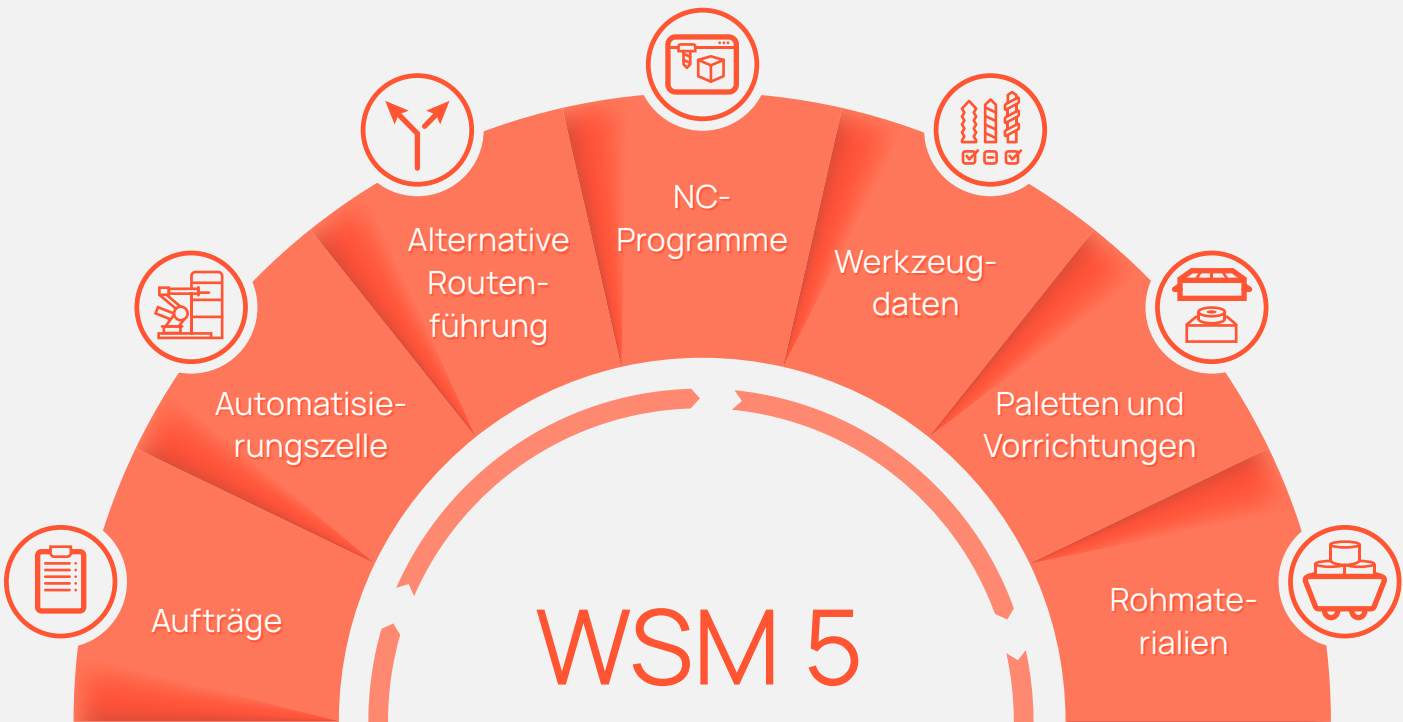 Aufträge
Automatisie-
rungszelle
Alternative
Routen-
führung
NC-
Programme
Werkzeug-
daten
Paletten und
Vorrichtungen
Rohmate-
rialien
WSM 5